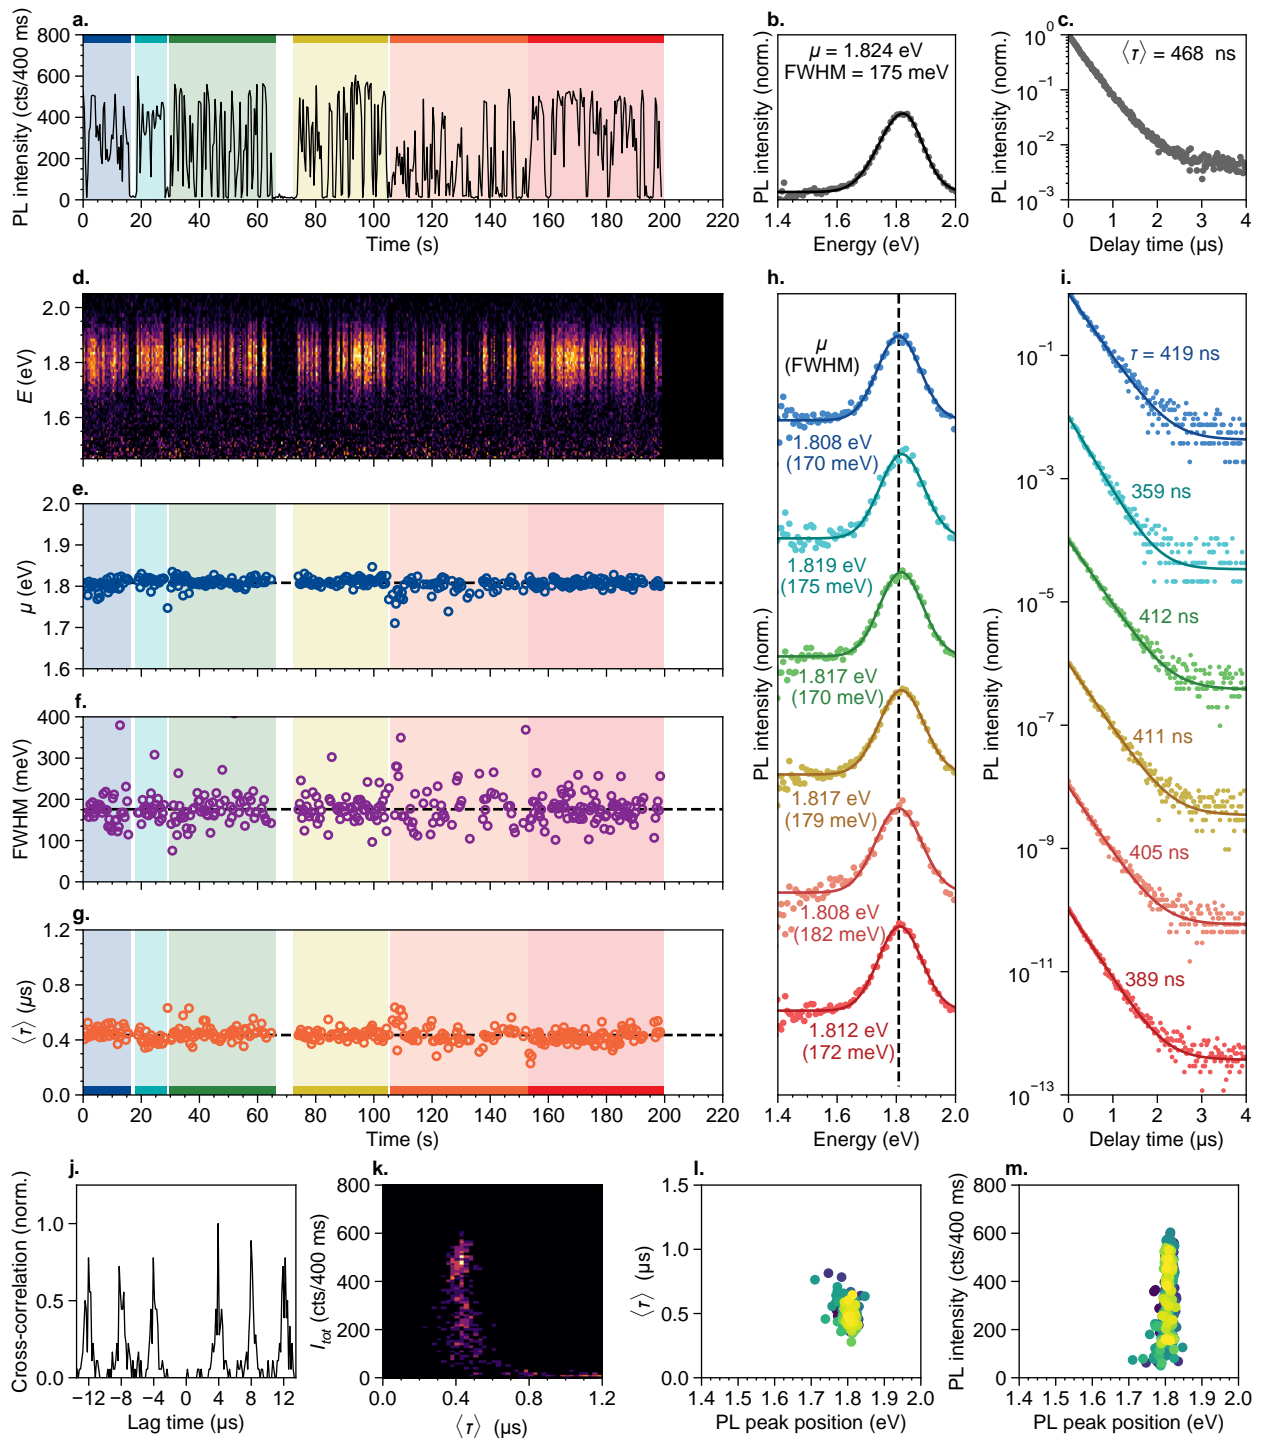 a.
PL intensity (cts/400 ms)
800
600
400
200
0
0 20 40 60 80 100 120 140 160 180 200 220
Time (s)
b.
PL intensity (norm.)
μ = 1.824 eV
FWHM = 175 meV
1.4 1.6 1.8 2.0
Energy (eV)
c.
PL intensity (norm.)
⟨τ⟩ = 468 ns
10⁰
10⁻¹
10⁻²
10⁻³
0 1 2 3 4
Delay time (μs)
d.
E (eV)
2.0
1.8
1.6
e.
μ (eV)
2.0
1.9
1.8
1.7
1.6
f.
FWHM (meV)
400
300
200
100
0
g.
⟨τ⟩ (μs)
1.2
0.8
0.4
0.0
0 20 40 60 80 100 120 140 160 180 200 220
Time (s)
h.
PL intensity (norm.)
μ
(FWHM)
1.808 eV
(170 meV)
1.819 eV
(175 meV)
1.817 eV
(170 meV)
1.817 eV
(179 meV)
1.808 eV
(182 meV)
1.812 eV
(172 meV)
1.4 1.6 1.8 2.0
Energy (eV)
i.
PL intensity (norm.)
10⁻¹
10⁻³
10⁻⁵
10⁻⁷
10⁻⁹
10⁻¹¹
10⁻¹³
τ = 419 ns
359 ns
412 ns
411 ns
405 ns
389 ns
0 1 2 3 4
Delay time (μs)
j.
Cross-correlation (norm.)
1.0
0.5
0.0
−12 −8 −4 0 4 8 12
Lag time (μs)
k.
Itot (cts/400 ms)
800
600
400
200
0
0.0 0.4 0.8 1.2
⟨τ⟩ (μs)
l.
⟨τ⟩ (μs)
1.5
1.0
0.5
0.0
1.4 1.5 1.6 1.7 1.8 1.9 2.0
PL peak position (eV)
m.
PL intensity (cts/400 ms)
800
600
400
200
0
1.4 1.5 1.6 1.7 1.8 1.9 2.0
PL peak position (eV)